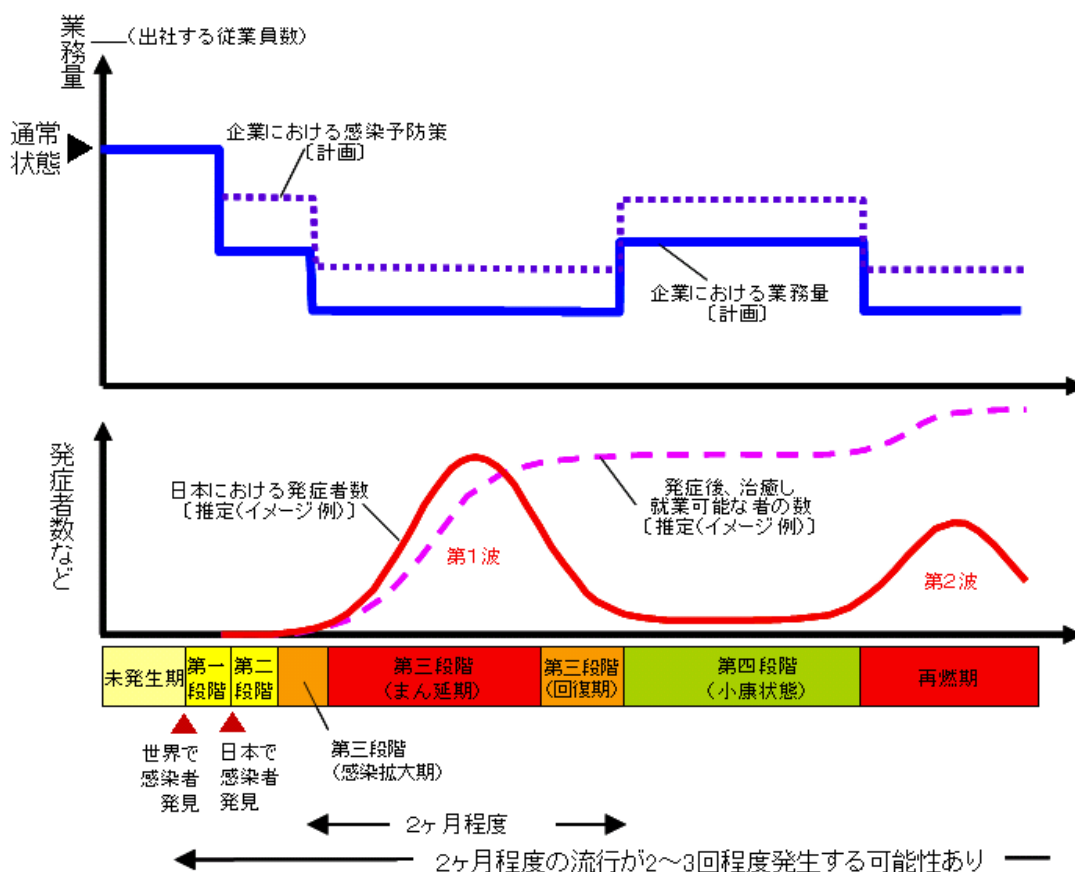 業務量
(出社する従業員数)
通常
状態
企業における感染予防策
〔計画〕
企業における業務量
〔計画〕
発症者数など
日本における発症者数
〔推定(イメージ例)〕
第1波
発症後、治癒し
就業可能な者の数
〔推定(イメージ例)〕
第2波
未発生期
第一
段階
第二
段階
第三段階
(まん延期)
第三段階
(回復期)
第四段階
(小康状態)
再燃期
世界で
感染者
発見
日本で
感染者
発見
第三段階
(感染拡大期)
2ヶ月程度
2ヶ月程度の流行が2~3回程度発生する可能性あり